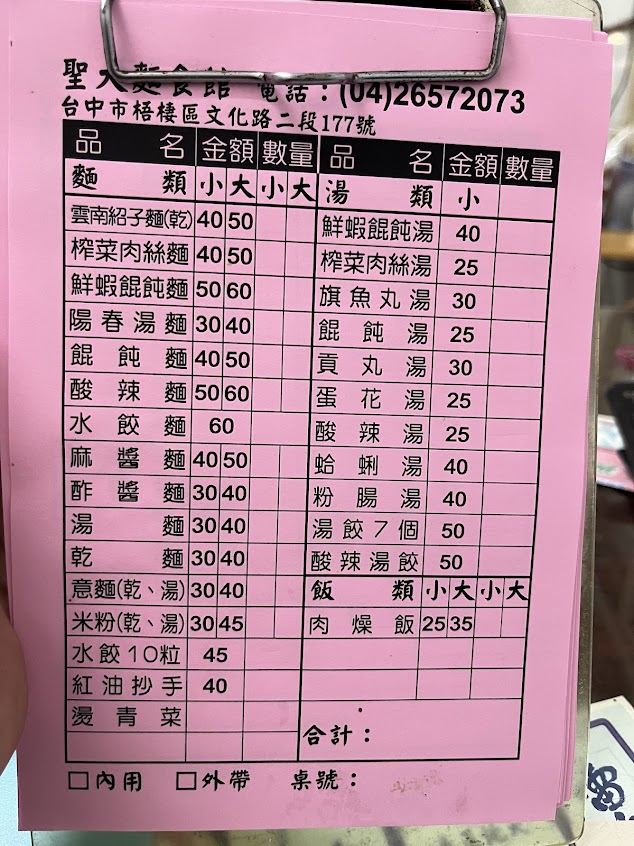 聖大麵食館 電話：(04)26572073
台中市梧棲區文化路二段177號
品名 金額 數量 品名 金額 數量
麵類 小 大 小 大 湯類 小
雲南紹子麵(乾) 40 50 鮮蝦餛飩湯 40
榨菜肉絲麵 40 50 榨菜肉絲湯 25
鮮蝦餛飩麵 50 60 旗魚丸湯 30
陽春湯麵 30 40 餛飩湯 25
餛飩麵 40 50 貢丸湯 30
酸辣麵 50 60 蛋花湯 25
水餃麵 60 酸辣湯 25
麻醬麵 40 50 蛤蜊湯 40
酢醬麵 30 40 粉腸湯 40
湯麵 30 40 湯餃7個 50
乾麵 30 40 酸辣湯餃 50
意麵(乾、湯) 30 40 飯類 小 大 小 大
米粉(乾、湯) 30 45 肉燥飯 25 35
水餃10粒 45
紅油抄手 40
燙青菜
合計：
□內用 □外帶 桌號：